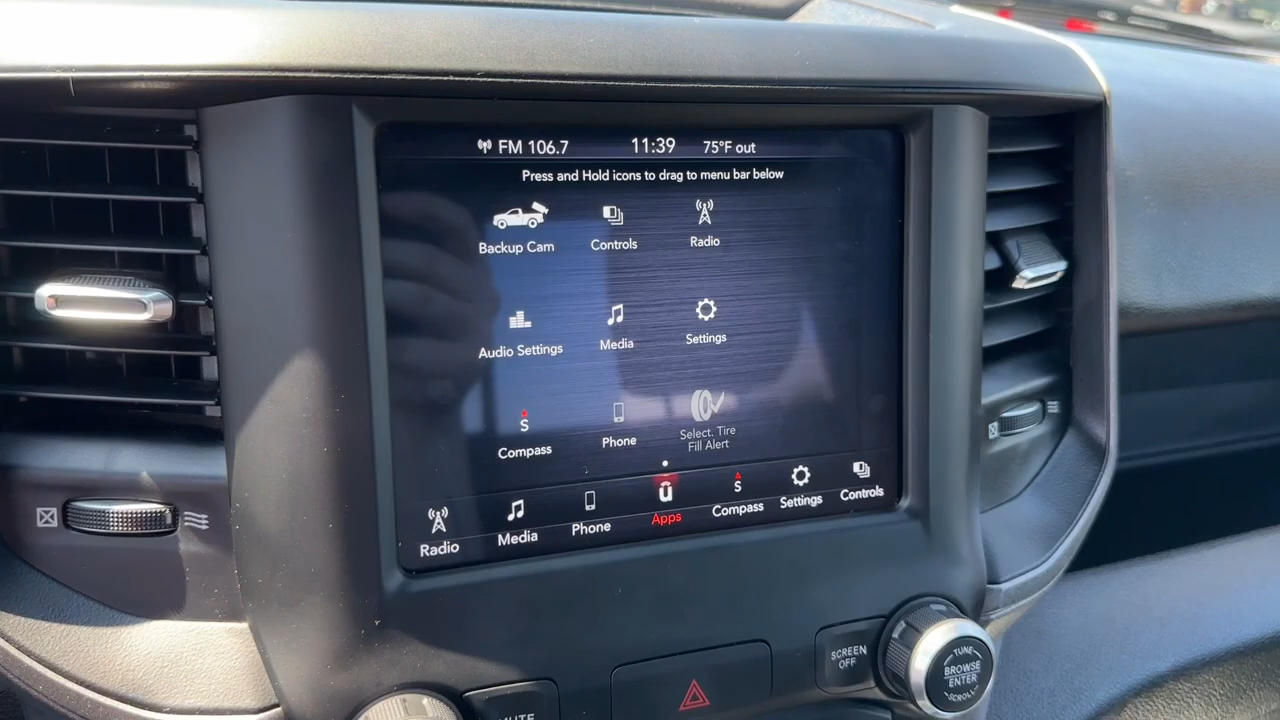 FM 106.7 11:39 75°F out
Press and Hold icons to drag to menu bar below
Backup Cam Controls Radio
Audio Settings Media Settings
S
Compass Phone Select. Tire
Fill Alert
S
Radio Media Phone Apps Compass Settings Controls
SCREEN
OFF
TUNE
BROWSE
ENTER
SCROLL
MUTE